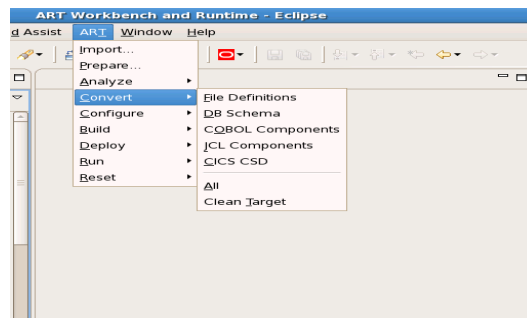 ART Workbench and Runtime - Eclipse
d Assist ART Window Help
Import...
Prepare...
Analyze
Convert
Configure
Build
Deploy
Run
Reset
File Definitions
DB Schema
COBOL Components
JCL Components
CICS CSD
All
Clean Target